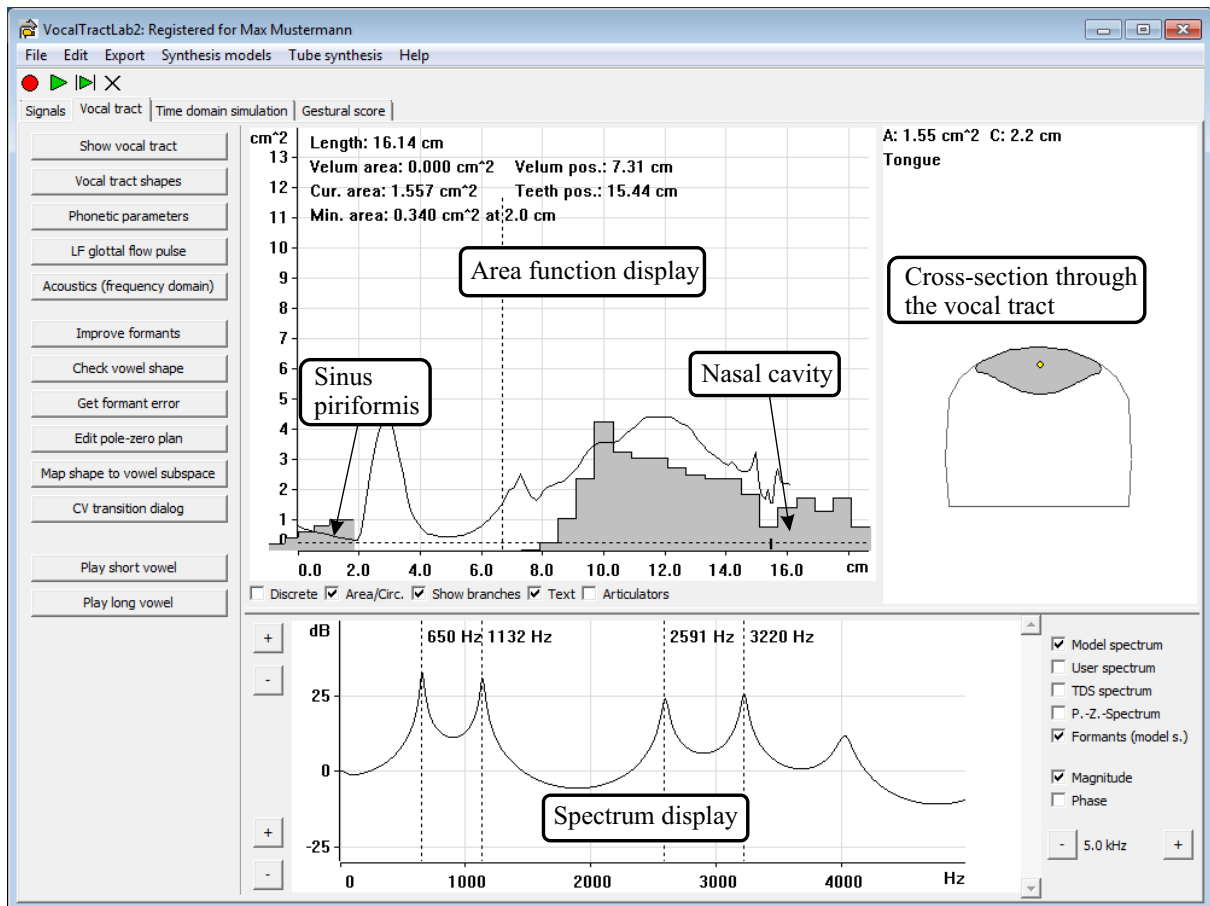 VocalTractLab2: Registered for Max Mustermann
File Edit Export Synthesis models Tube synthesis Help
Signals Vocal tract Time domain simulation Gestural score
Show vocal tract
Vocal tract shapes
Phonetic parameters
LF glottal flow pulse
Acoustics (frequency domain)
Improve formants
Check vowel shape
Get formant error
Edit pole-zero plan
Map shape to vowel subspace
CV transition dialog
Play short vowel
Play long vowel
cm^2
13
12
11
10
9
8
7
6
5
4
3
2
1
0
Length: 16.14 cm
Velum area: 0.000 cm^2 Velum pos.: 7.31 cm
Cur. area: 1.557 cm^2 Teeth pos.: 15.44 cm
Min. area: 0.340 cm^2 at 2.0 cm
Area function display
Sinus
piriformis
Nasal cavity
0.0 2.0 4.0 6.0 8.0 10.0 12.0 14.0 16.0 cm
Discrete Area/Circ. Show branches Text Articulators
A: 1.55 cm^2 C: 2.2 cm
Tongue
Cross-section through
the vocal tract
+
-
+
-
dB
25
0
-25
650 Hz 1132 Hz 2591 Hz 3220 Hz
Spectrum display
0 1000 2000 3000 4000 Hz
Model spectrum
User spectrum
TDS spectrum
P.-Z.-Spectrum
Formants (model s.)
Magnitude
Phase
- 5.0 kHz +